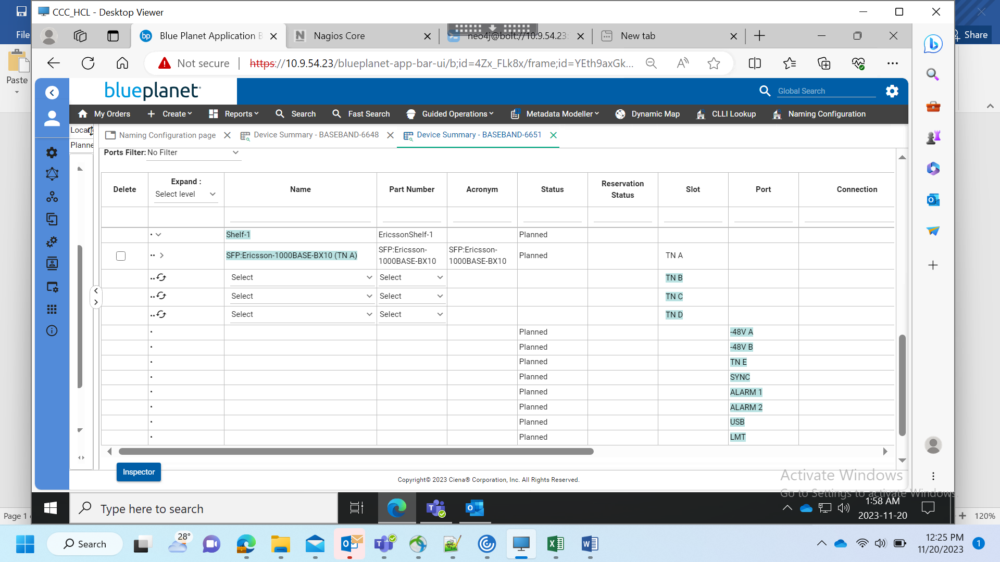 CCC_HCL - Desktop Viewer
File
Share
Blue Planet Application B
Nagios Core
neo4j@bolt://10.9.54.23:
New tab
Paste
Not secure
https://10.9.54.23/blueplanet-app-bar-ui/b;id=4Zx_FLk8x/frame;id=YEth9axGk...
blueplanet
Global Search
My Orders
Create
Reports
Search
Fast Search
Guided Operations
Metadata Modeller
Dynamic Map
CLLI Lookup
Naming Configuration
Locati
Planne
Naming Configuration page
Device Summary - BASEBAND-6648
Device Summary - BASEBAND-6651
Ports Filter: No Filter
Delete
Expand :
Select level
Name
Part Number
Acronym
Status
Reservation
Status
Slot
Port
Connection
Shelf-1
EricssonShelf-1
Planned
SFP:Ericsson-1000BASE-BX10 (TN A)
SFP:Ericsson-
1000BASE-BX10
SFP:Ericsson-
1000BASE-BX10
Planned
TN A
Select
Select
TN B
Select
Select
TN C
Select
Select
TN D
Planned
-48V A
Planned
-48V B
Planned
TN E
Planned
SYNC
Planned
ALARM 1
Planned
ALARM 2
Planned
USB
Planned
LMT
Inspector
Copyright© 2023 Ciena® Corporation, Inc. All Rights Reserved.
Activate Windows
Go to Settings to activate Windows.
Type here to search
1:58 AM
2023-11-20
Page 1
120%
Search
28°
12:25 PM
11/20/2023
1